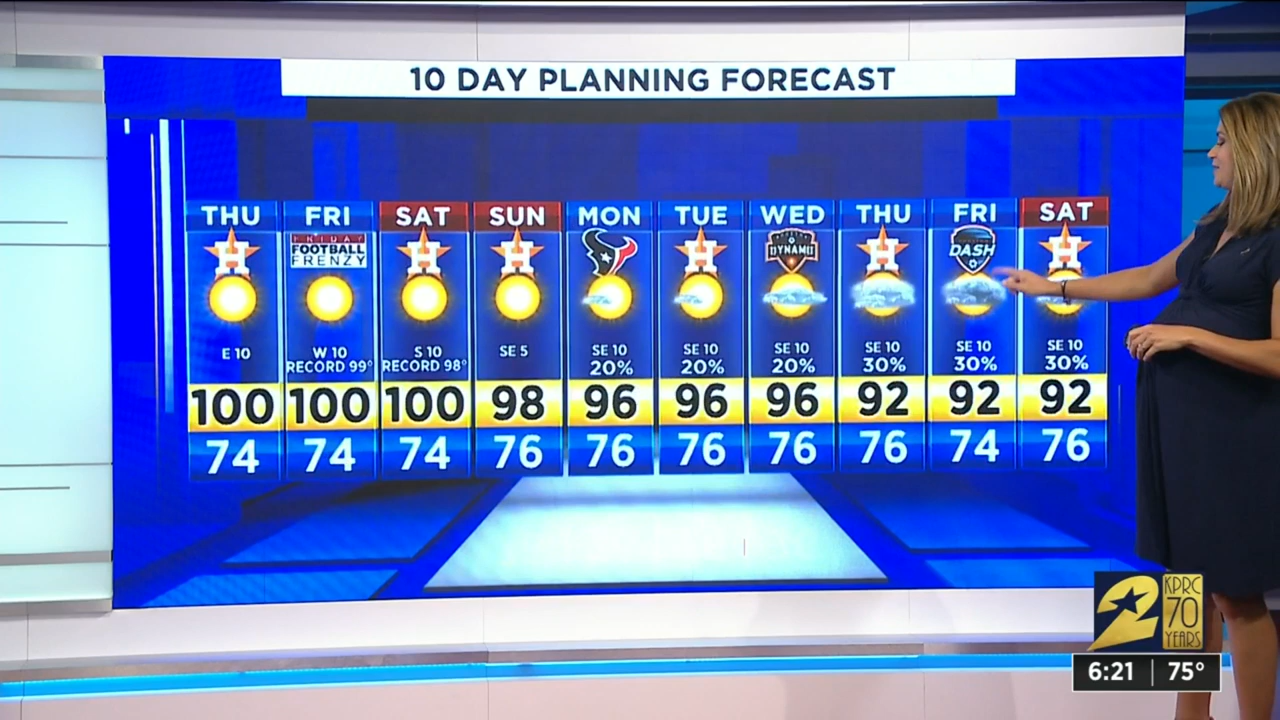 10 DAY PLANNING FORECAST
THU FRI SAT SUN MON TUE WED THU FRI SAT
H FRIDAY FOOTBALL FRENZY H H H DYNAMO H DASH H
E 10 W 10 S 10 SE 5 SE 10 SE 10 SE 10 SE 10 SE 10 SE 10
RECORD 99° RECORD 98° 20% 20% 20% 30% 30% 30%
100 100 100 98 96 96 96 92 92 92
74 74 74 76 76 76 76 76 74 76
2 KPRC 70 YEARS
6:21 75°